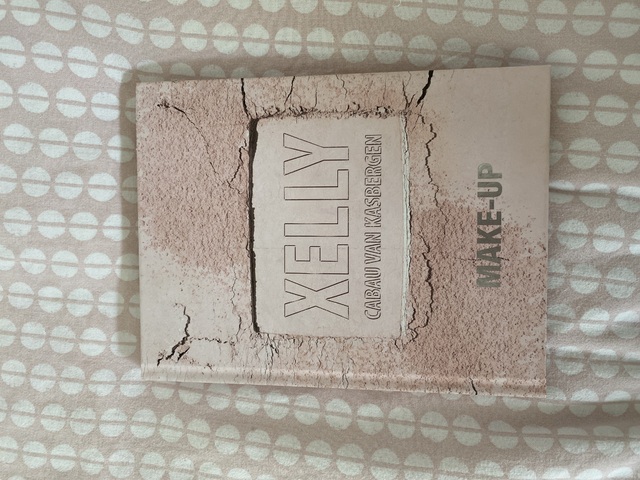 XELLY
CABAU VAN KASBERGEN
MAKE-UP